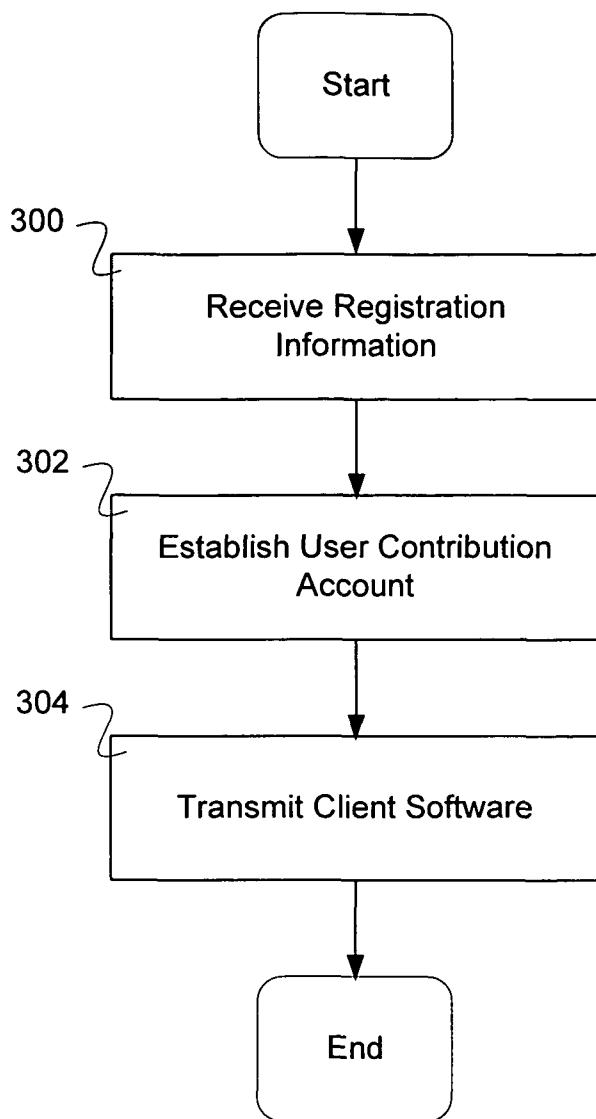 Start
300
Receive Registration
Information
302
Establish User Contribution
Account
304
Transmit Client Software
End